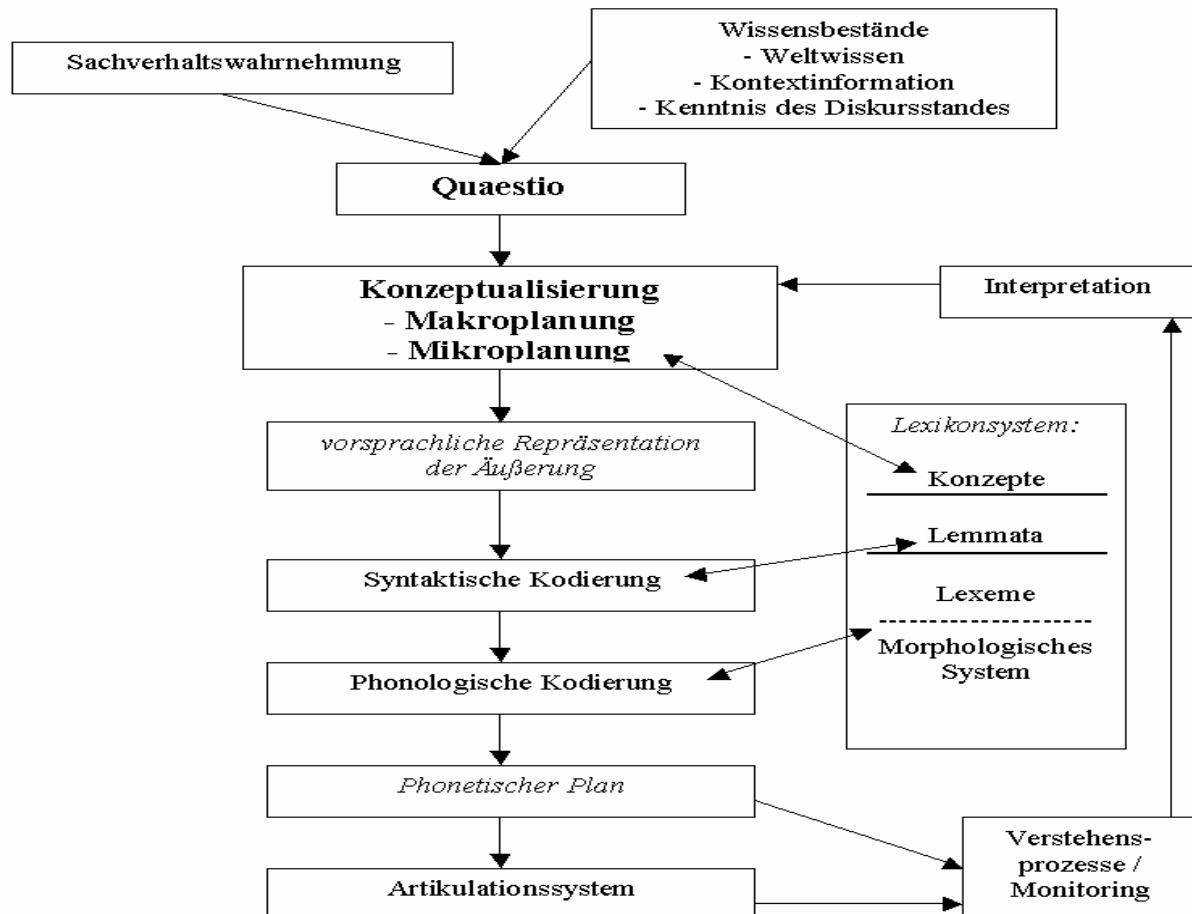 Sachverhaltswahrnehmung
Wissensbestände
- Weltwissen
- Kontextinformation
- Kenntnis des Diskursstandes
Quaestio
Konzeptualisierung
- Makroplanung
- Mikroplanung
Interpretation
vorsprachliche Repräsentation
der Äußerung
Lexikonsystem:
Konzepte
Lemmata
Lexeme
Morphologisches
System
Syntaktische Kodierung
Phonologische Kodierung
Phonetischer Plan
Artikulationssystem
Verstehens-
prozesse /
Monitoring